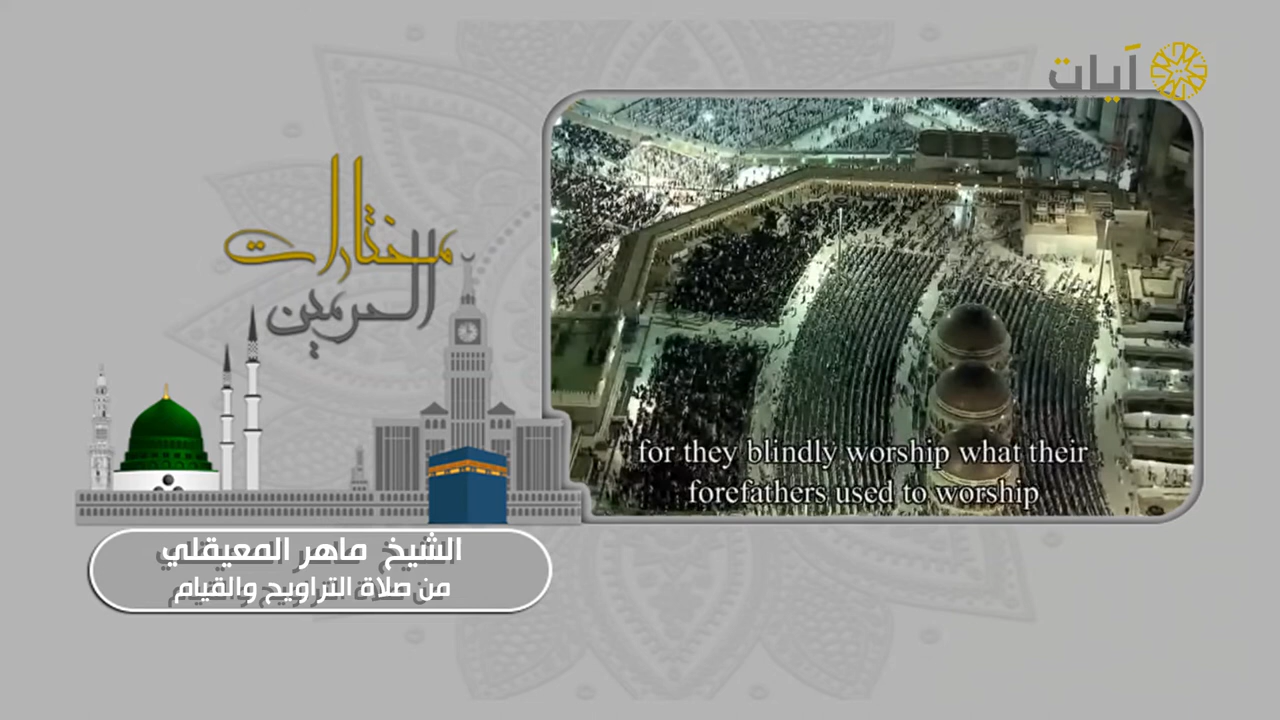 آيات
مختارات
الحرمين
for they blindly worship what their
forefathers used to worship
الشيخ ماهر المعيقلي
من صلاة التراويح والقيام